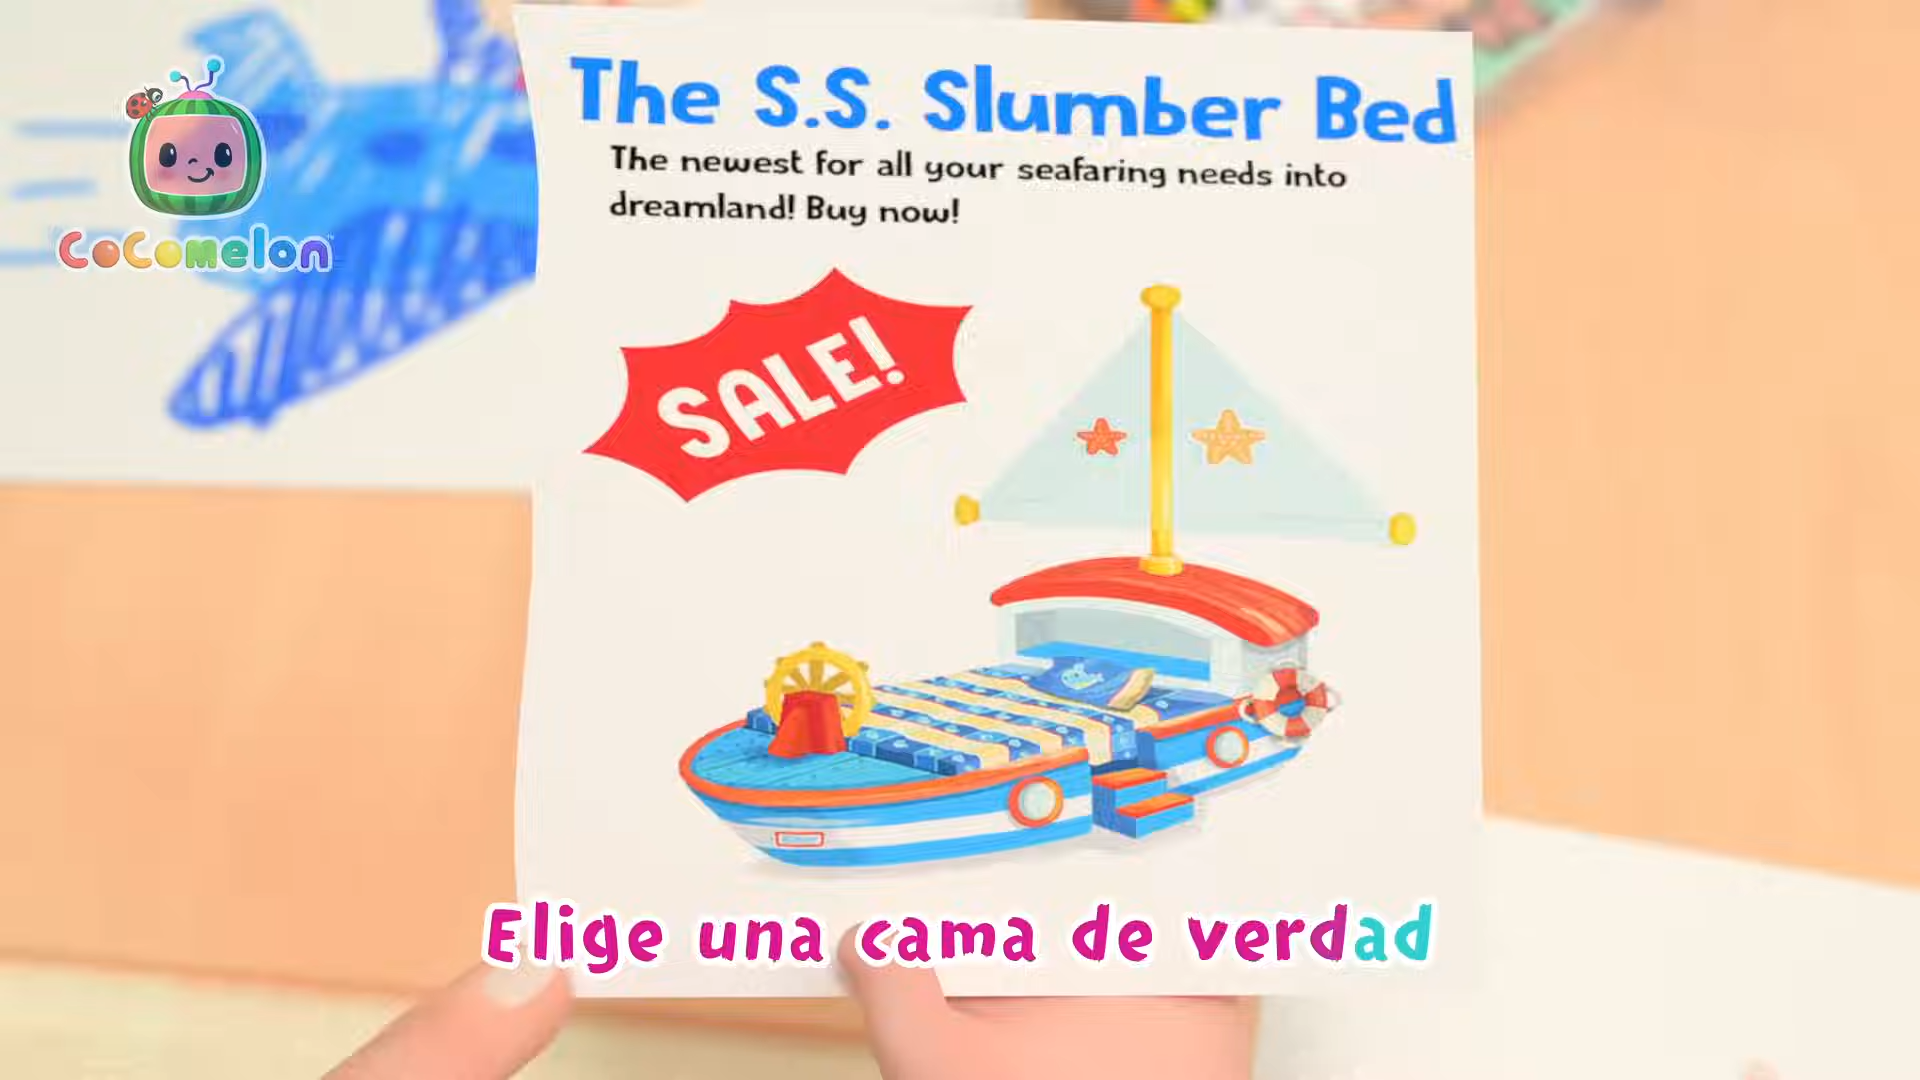 CoComelon
The S.S. Slumber Bed
The newest for all your seafaring needs into
dreamland! Buy now!
SALE!
Elige una cama de verdad